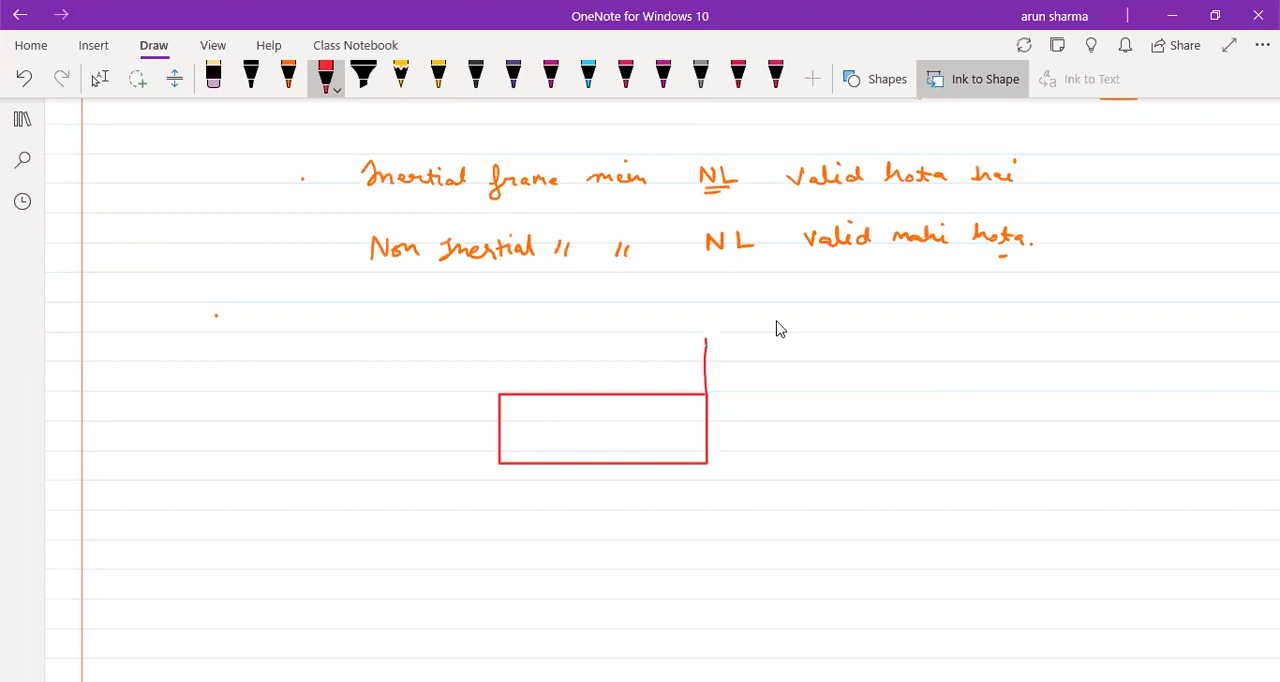 OneNote for Windows 10
arun sharma
Home Insert Draw View Help Class Notebook Share
Shapes Ink to Shape Ink to Text
Inertial frame mein NL valid hota hai
Non Inertial " " NL valid nahi hota.